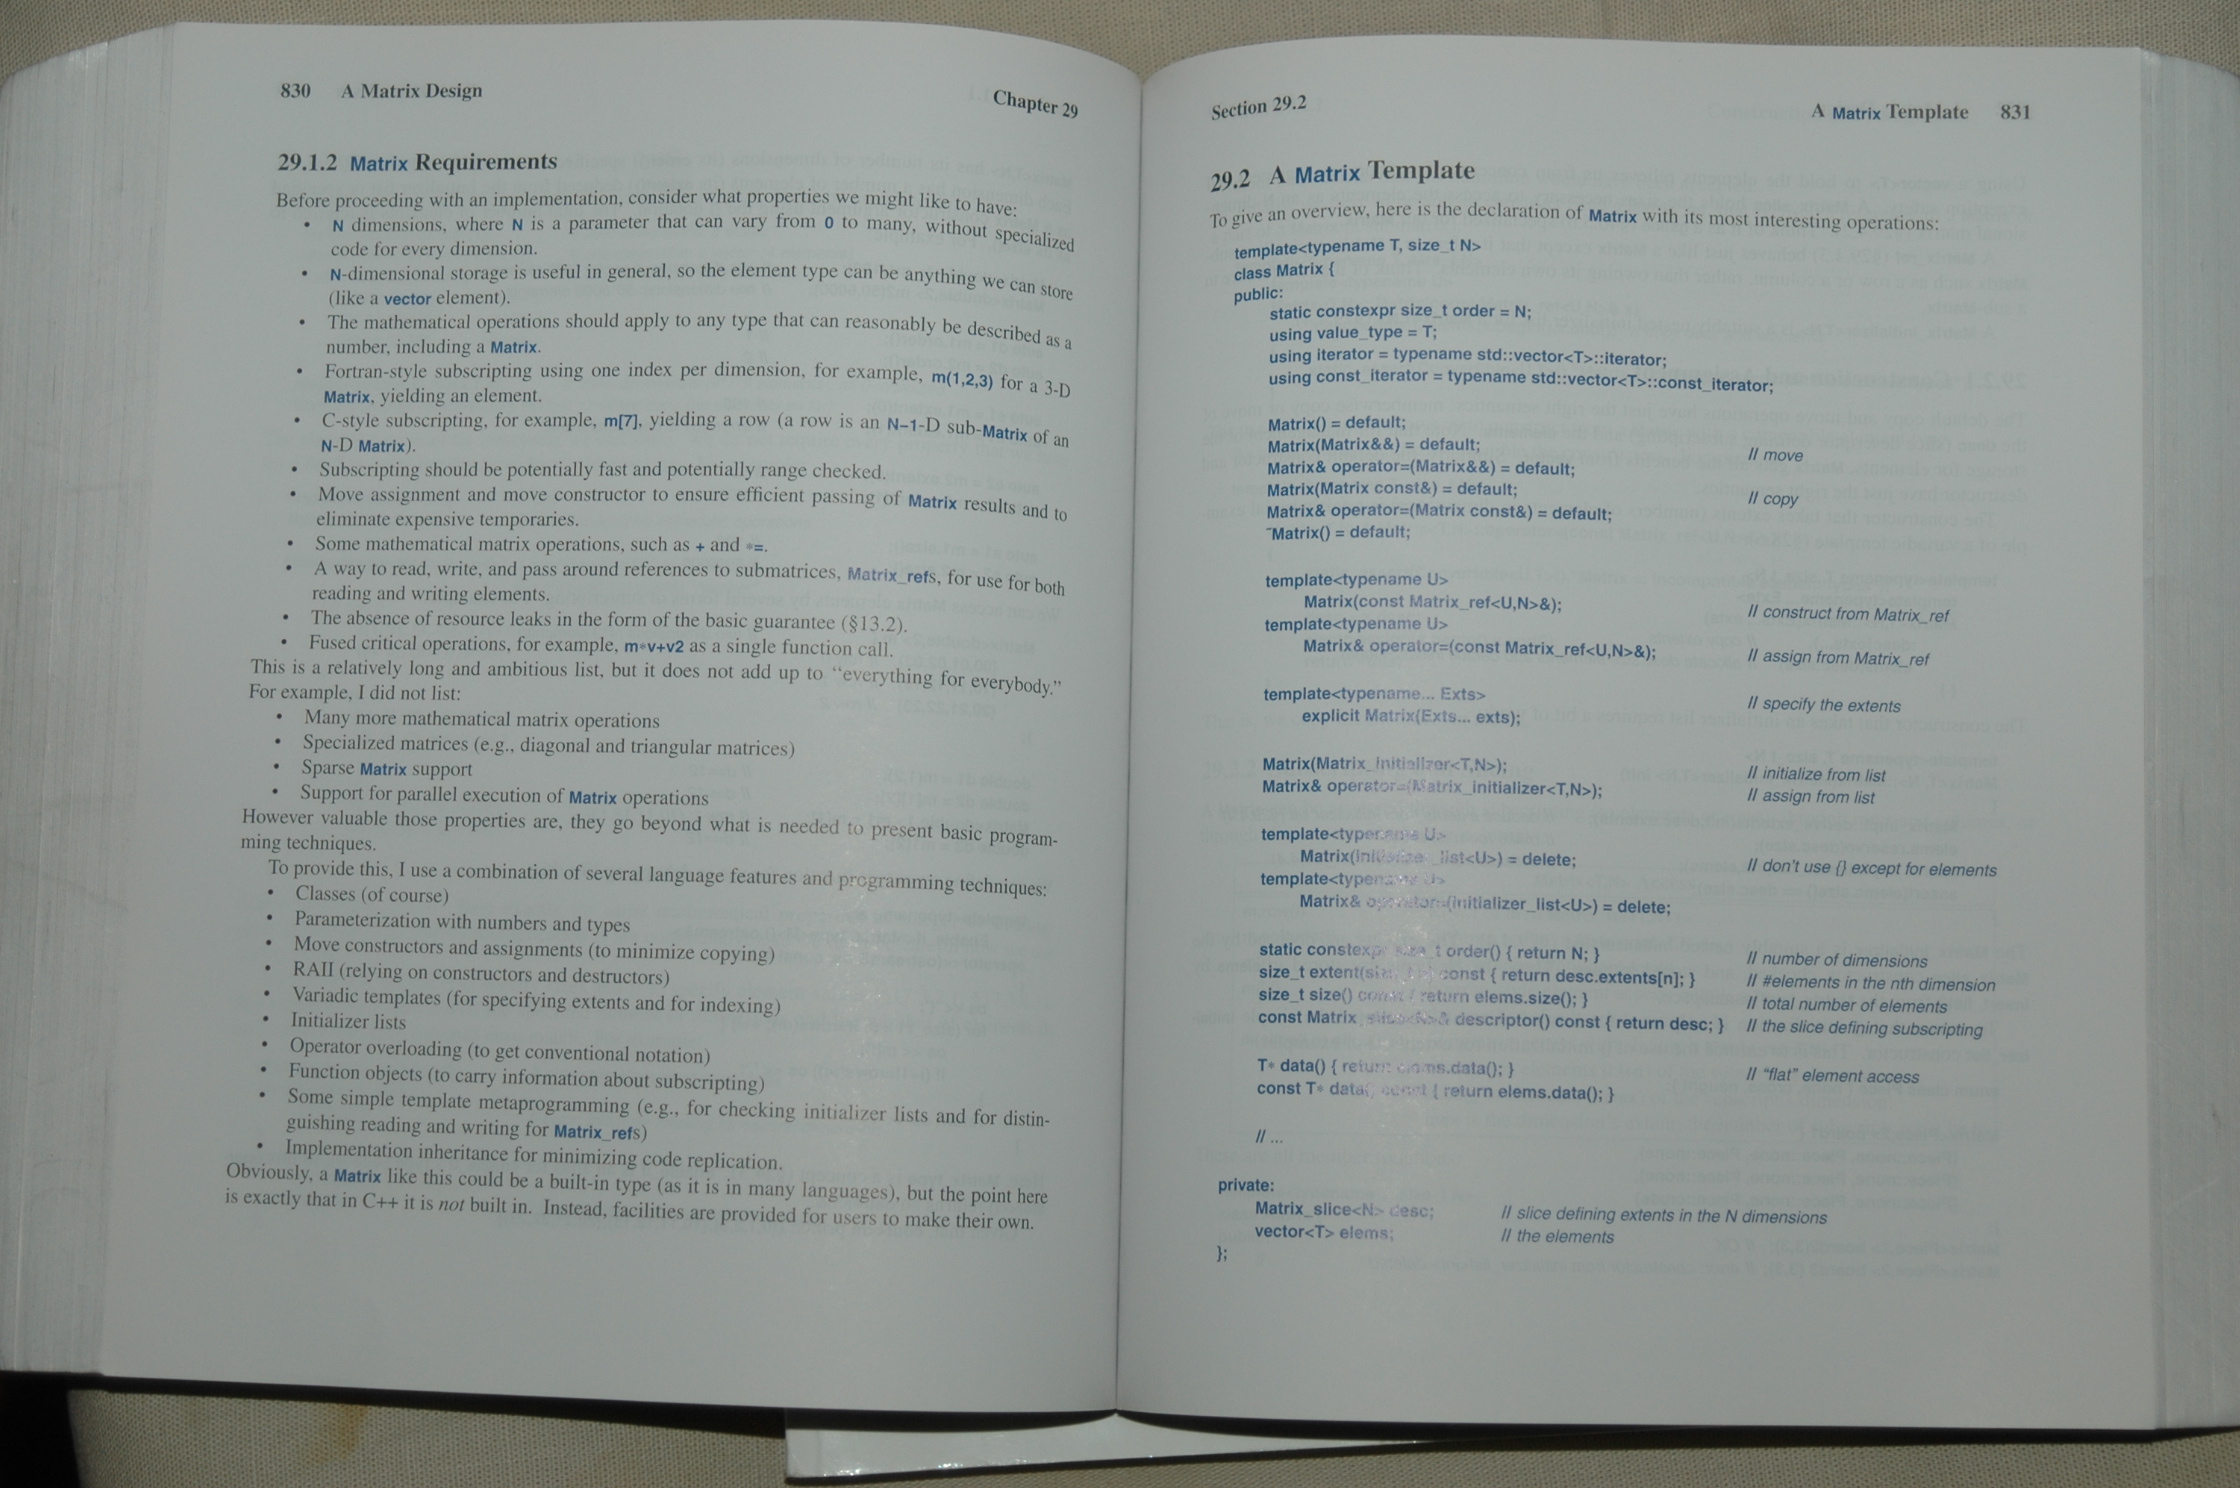 830 A Matrix Design Chapter 29
29.1.2 Matrix Requirements
Before proceeding with an implementation, consider what properties we might like to have:
• N dimensions, where N is a parameter that can vary from 0 to many, without specialized
code for every dimension.
• N-dimensional storage is useful in general, so the element type can be anything we can store
(like a vector element).
• The mathematical operations should apply to any type that can reasonably be described as a
number, including a Matrix.
• Fortran-style subscripting using one index per dimension, for example, m(1,2,3) for a 3-D
Matrix, yielding an element.
• C-style subscripting, for example, m[7], yielding a row (a row is an N−1-D sub-Matrix of an
N-D Matrix).
• Subscripting should be potentially fast and potentially range checked.
• Move assignment and move constructor to ensure efficient passing of Matrix results and to
eliminate expensive temporaries.
• Some mathematical matrix operations, such as + and *=.
• A way to read, write, and pass around references to submatrices, Matrix_refs, for use for both
reading and writing elements.
• The absence of resource leaks in the form of the basic guarantee (§13.2).
• Fused critical operations, for example, m*v+v2 as a single function call.
This is a relatively long and ambitious list, but it does not add up to “everything for everybody.”
For example, I did not list:
• Many more mathematical matrix operations
• Specialized matrices (e.g., diagonal and triangular matrices)
• Sparse Matrix support
• Support for parallel execution of Matrix operations
However valuable those properties are, they go beyond what is needed to present basic program-
ming techniques.
To provide this, I use a combination of several language features and programming techniques:
• Classes (of course)
• Parameterization with numbers and types
• Move constructors and assignments (to minimize copying)
• RAII (relying on constructors and destructors)
• Variadic templates (for specifying extents and for indexing)
• Initializer lists
• Operator overloading (to get conventional notation)
• Function objects (to carry information about subscripting)
• Some simple template metaprogramming (e.g., for checking initializer lists and for distin-
guishing reading and writing for Matrix_refs)
• Implementation inheritance for minimizing code replication.
Obviously, a Matrix like this could be a built-in type (as it is in many languages), but the point here
is exactly that in C++ it is not built in. Instead, facilities are provided for users to make their own.
Section 29.2 A Matrix Template 831
29.2 A Matrix Template
To give an overview, here is the declaration of Matrix with its most interesting operations:
template<typename T, size_t N>
class Matrix {
public:
static constexpr size_t order = N;
using value_type = T;
using iterator = typename std::vector<T>::iterator;
using const_iterator = typename std::vector<T>::const_iterator;
Matrix() = default;
Matrix(Matrix&&) = default; // move
Matrix& operator=(Matrix&&) = default;
Matrix(Matrix const&) = default; // copy
Matrix& operator=(Matrix const&) = default;
~Matrix() = default;
template<typename U>
Matrix(const Matrix_ref<U,N>&); // construct from Matrix_ref
template<typename U>
Matrix& operator=(const Matrix_ref<U,N>&); // assign from Matrix_ref
template<typename... Exts> // specify the extents
explicit Matrix(Exts... exts);
Matrix(Matrix_initializer<T,N>); // initialize from list
Matrix& operator=(Matrix_initializer<T,N>); // assign from list
template<typename U>
Matrix(initializer_list<U>) = delete; // don't use {} except for elements
template<typename U>
Matrix& operator=(initializer_list<U>) = delete;
static constexpr size_t order() { return N; } // number of dimensions
size_t extent(size_t n) const { return desc.extents[n]; } // #elements in the nth dimension
size_t size() const { return elems.size(); } // total number of elements
const Matrix_slice<N>& descriptor() const { return desc; } // the slice defining subscripting
T* data() { return elems.data(); } // “flat” element access
const T* data() const { return elems.data(); }
// ...
private:
Matrix_slice<N> desc; // slice defining extents in the N dimensions
vector<T> elems; // the elements
};